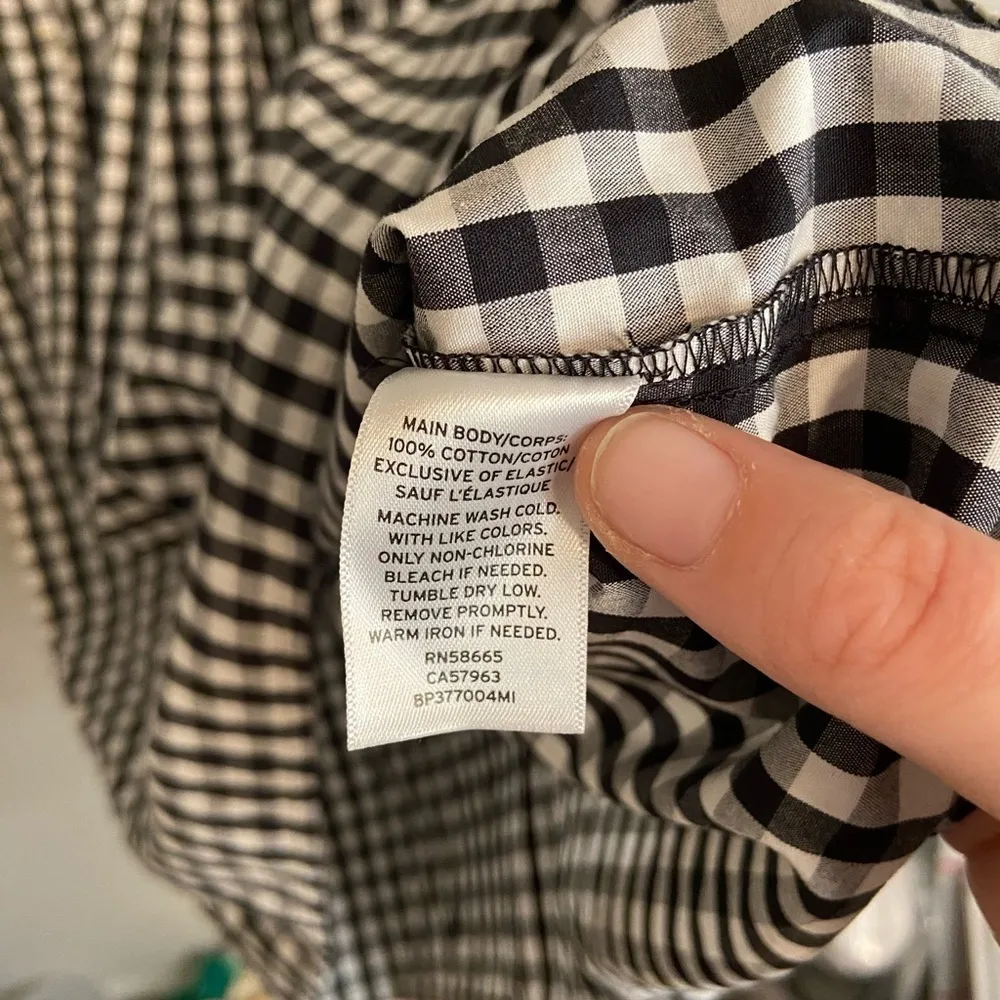 MAIN BODY/CORPS:
100% COTTON/COTON
EXCLUSIVE OF ELASTIC/
SAUF L'ÉLASTIQUE
MACHINE WASH COLD.
WITH LIKE COLORS.
ONLY NON-CHLORINE
BLEACH IF NEEDED.
TUMBLE DRY LOW.
REMOVE PROMPTLY.
WARM IRON IF NEEDED.
RN58665
CA57963
BP377004MI